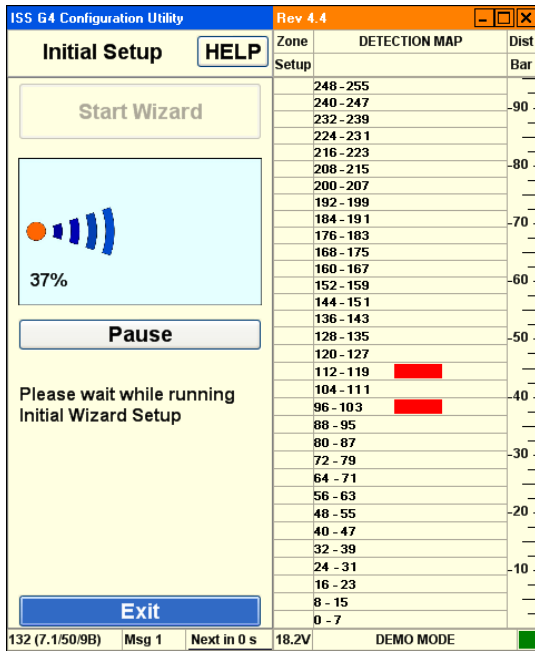 ISS G4 Configuration Utility
Rev 4.4
Initial Setup
HELP
Zone
DETECTION MAP
Dist
Setup
Bar
Start Wizard
37%
Pause
Please wait while running
Initial Wizard Setup
Exit
248 - 255
240 - 247
232 - 239
224 - 231
216 - 223
208 - 215
200 - 207
192 - 199
184 - 191
176 - 183
168 - 175
160 - 167
152 - 159
144 - 151
136 - 143
128 - 135
120 - 127
112 - 119
104 - 111
96 - 103
88 - 95
80 - 87
72 - 79
64 - 71
56 - 63
48 - 55
40 - 47
32 - 39
24 - 31
16 - 23
8 - 15
0 - 7
-90
-80
-70
-60
-50
-40
-30
-20
-10
132 (7.1/50/9B)
Msg 1
Next in 0 s
18.2V
DEMO MODE